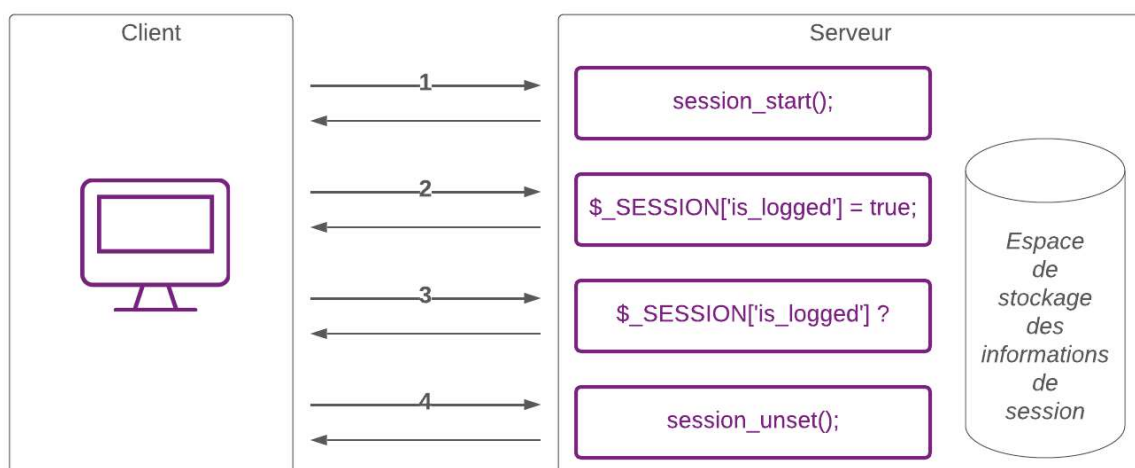 Client
Serveur
1
session_start();
2
$_SESSION['is_logged'] = true;
3
$_SESSION['is_logged'] ?
4
session_unset();
Espace
de
stockage
des
informations
de
session